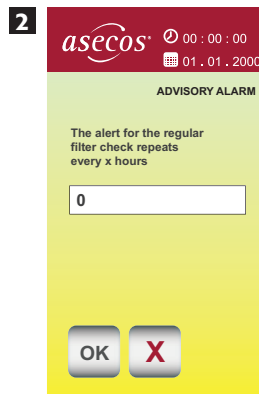 2
asecos
00 : 00 : 00
01 . 01 . 2000
ADVISORY ALARM
The alert for the regular
filter check repeats
every x hours
0
OK X